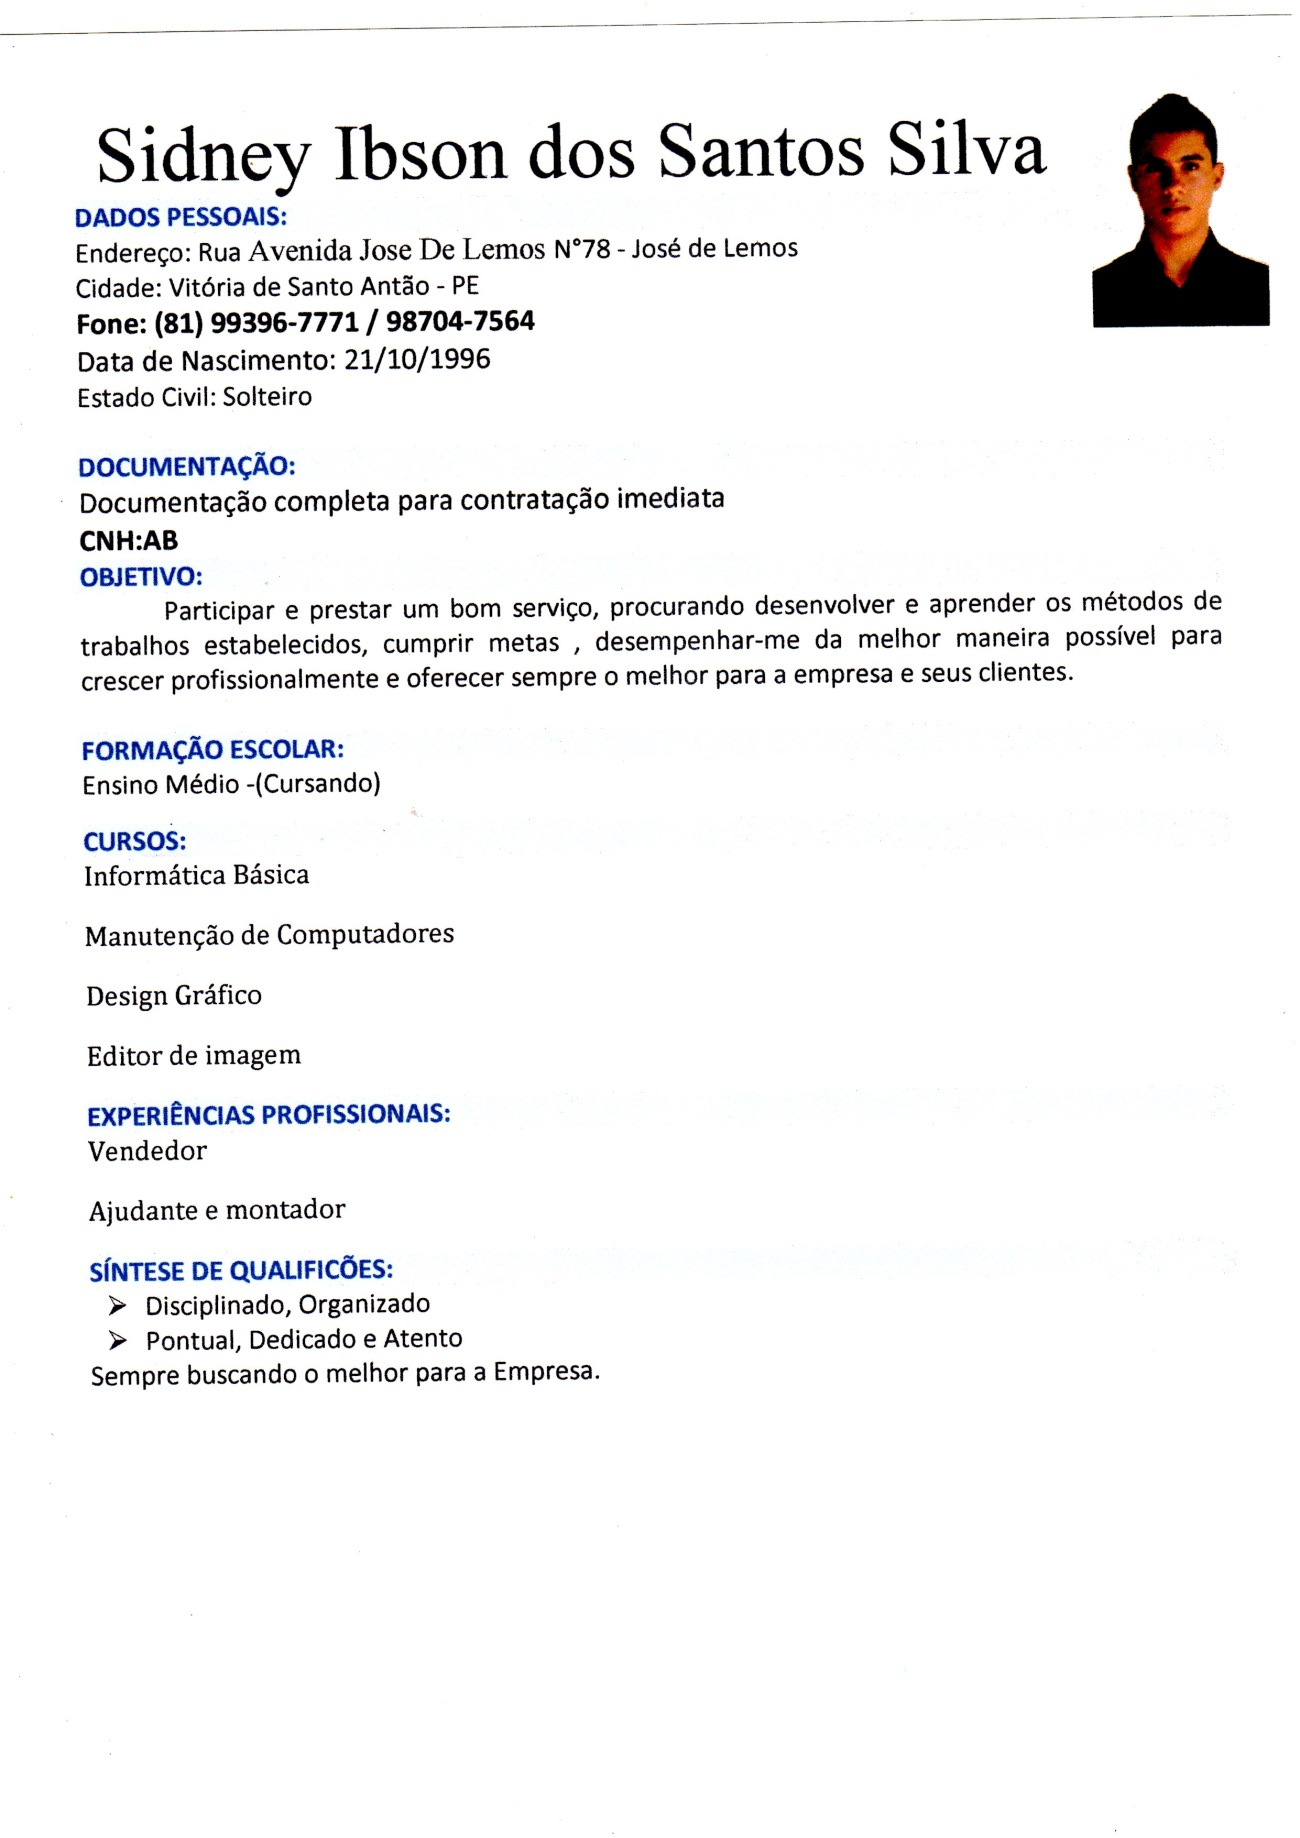 Sidney Ibson dos Santos Silva
DADOS PESSOAIS:
Endereço: Rua Avenida Jose De Lemos N°78 - José de Lemos
Cidade: Vitória de Santo Antão - PE
Fone: (81) 99396-7771 / 98704-7564
Data de Nascimento: 21/10/1996
Estado Civil: Solteiro
DOCUMENTAÇÃO:
Documentação completa para contratação imediata
CNH:AB
OBJETIVO:
Participar e prestar um bom serviço, procurando desenvolver e aprender os métodos de
trabalhos estabelecidos, cumprir metas , desempenhar-me da melhor maneira possível para
crescer profissionalmente e oferecer sempre o melhor para a empresa e seus clientes.
FORMAÇÃO ESCOLAR:
Ensino Médio -(Cursando)
CURSOS:
Informática Básica
Manutenção de Computadores
Design Gráfico
Editor de imagem
EXPERIÊNCIAS PROFISSIONAIS:
Vendedor
Ajudante e montador
SÍNTESE DE QUALIFICÕES:
➢ Disciplinado, Organizado
➢ Pontual, Dedicado e Atento
Sempre buscando o melhor para a Empresa.